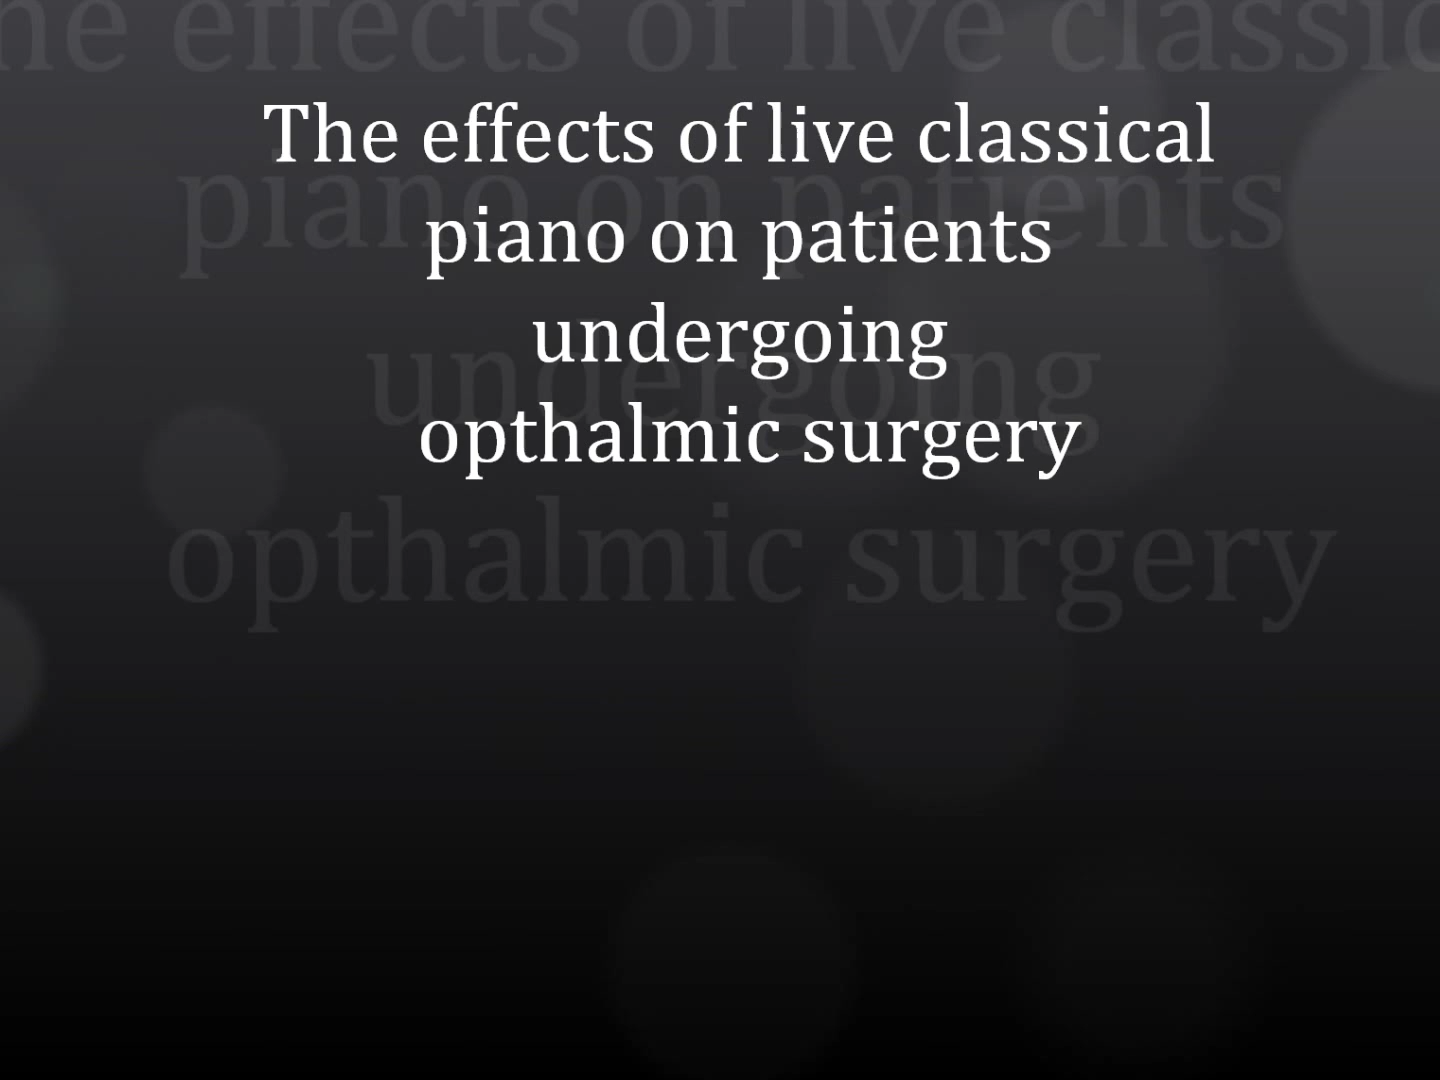 The effects of live classical
piano on patients
undergoing
opthalmic surgery